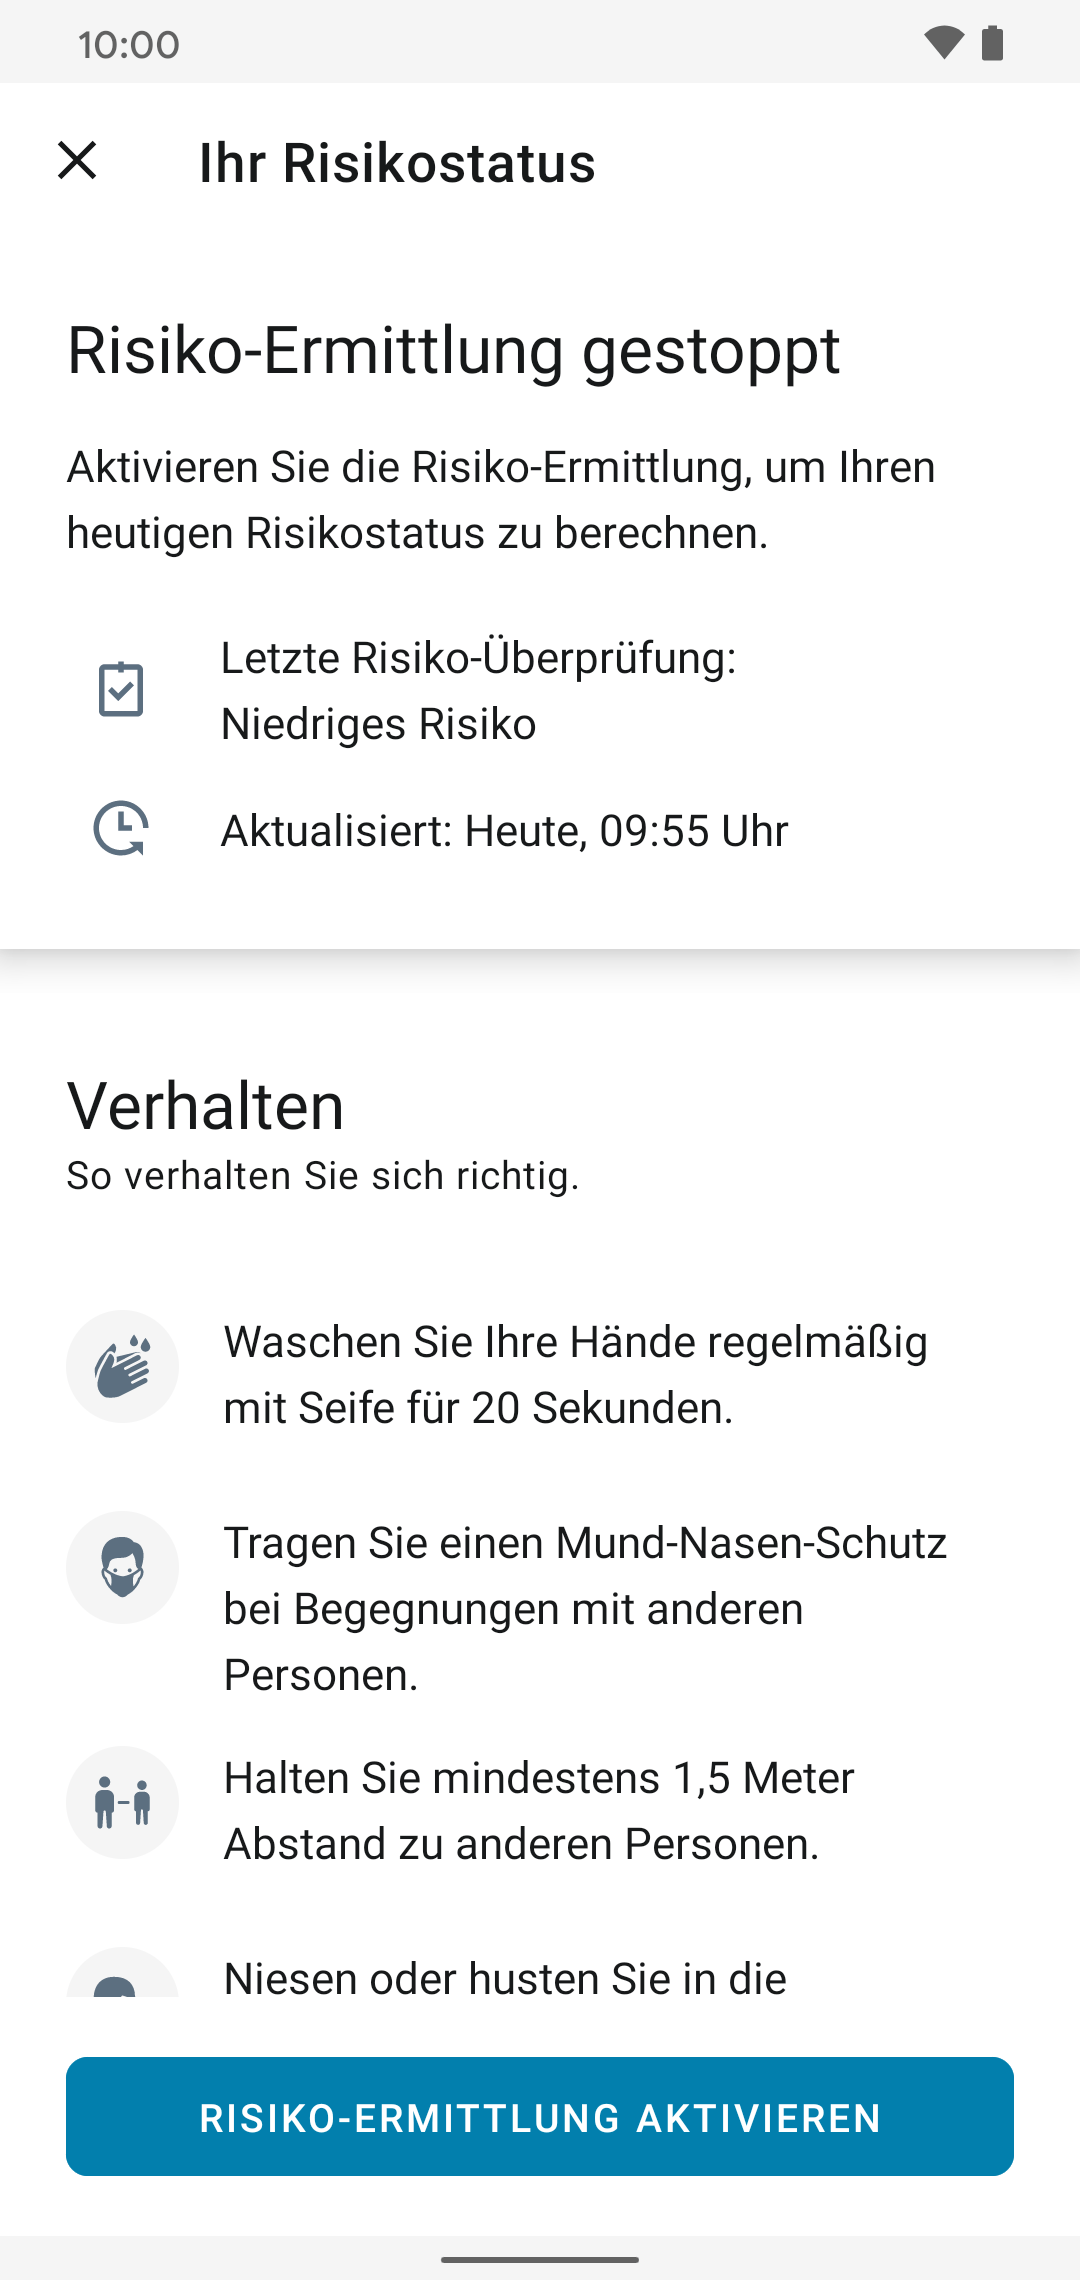 10:00
Ihr Risikostatus
Risiko-Ermittlung gestoppt
Aktivieren Sie die Risiko-Ermittlung, um Ihren
heutigen Risikostatus zu berechnen.
Letzte Risiko-Überprüfung:
Niedriges Risiko
Aktualisiert: Heute, 09:55 Uhr
Verhalten
So verhalten Sie sich richtig.
Waschen Sie Ihre Hände regelmäßig
mit Seife für 20 Sekunden.
Tragen Sie einen Mund-Nasen-Schutz
bei Begegnungen mit anderen
Personen.
Halten Sie mindestens 1,5 Meter
Abstand zu anderen Personen.
Niesen oder husten Sie in die
RISIKO-ERMITTLUNG AKTIVIEREN